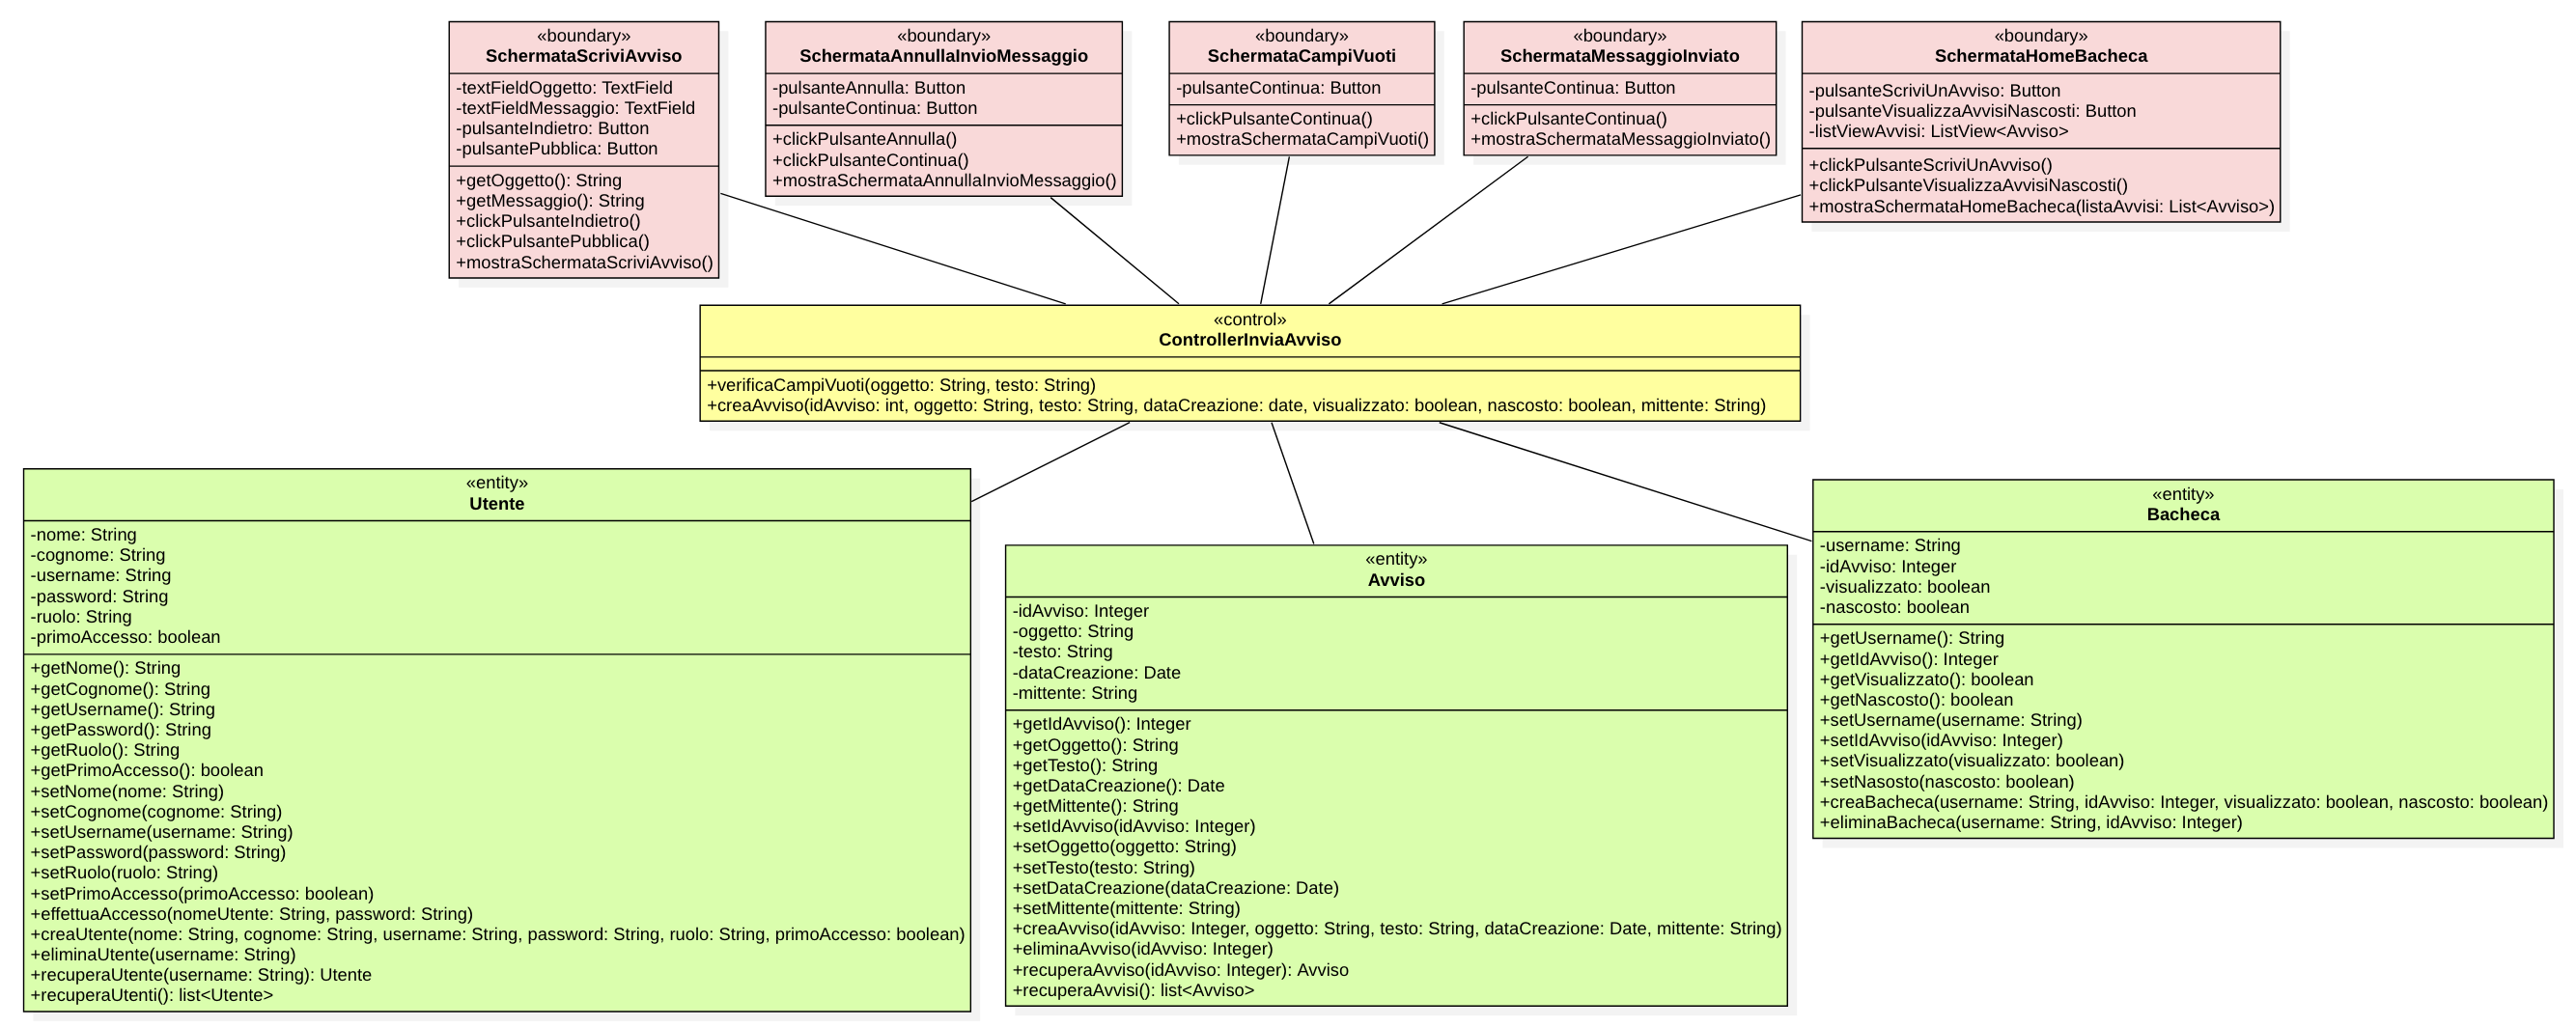 «boundary»
SchermataScriviAvviso
-textFieldOggetto: TextField
-textFieldMessaggio: TextField
-pulsanteIndietro: Button
-pulsantePubblica: Button
+getOggetto(): String
+getMessaggio(): String
+clickPulsanteIndietro()
+clickPulsantePubblica()
+mostraSchermataScriviAvviso()
«boundary»
SchermataAnnullaInvioMessaggio
-pulsanteAnnulla: Button
-pulsanteContinua: Button
+clickPulsanteAnnulla()
+clickPulsanteContinua()
+mostraSchermataAnnullaInvioMessaggio()
«boundary»
SchermataCampiVuoti
-pulsanteContinua: Button
+clickPulsanteContinua()
+mostraSchermataCampiVuoti()
«boundary»
SchermataMessaggioInviato
-pulsanteContinua: Button
+clickPulsanteContinua()
+mostraSchermataMessaggioInviato()
«boundary»
SchermataHomeBacheca
-pulsanteScriviUnAvviso: Button
-pulsanteVisualizzaAvvisiNascosti: Button
-listViewAvvisi: ListView<Avviso>
+clickPulsanteScriviUnAvviso()
+clickPulsanteVisualizzaAvvisiNascosti()
+mostraSchermataHomeBacheca(listaAvvisi: List<Avviso>)
«control»
ControllerInviaAvviso
+verificaCampiVuoti(oggetto: String, testo: String)
+creaAvviso(idAvviso: int, oggetto: String, testo: String, dataCreazione: date, visualizzato: boolean, nascosto: boolean, mittente: String)
«entity»
Utente
-nome: String
-cognome: String
-username: String
-password: String
-ruolo: String
-primoAccesso: boolean
+getNome(): String
+getCognome(): String
+getUsername(): String
+getPassword(): String
+getRuolo(): String
+getPrimoAccesso(): boolean
+setNome(nome: String)
+setCognome(cognome: String)
+setUsername(username: String)
+setPassword(password: String)
+setRuolo(ruolo: String)
+setPrimoAccesso(primoAccesso: boolean)
+effettuaAccesso(nomeUtente: String, password: String)
+creaUtente(nome: String, cognome: String, username: String, password: String, ruolo: String, primoAccesso: boolean)
+eliminaUtente(username: String)
+recuperaUtente(username: String): Utente
+recuperaUtenti(): list<Utente>
«entity»
Avviso
-idAvviso: Integer
-oggetto: String
-testo: String
-dataCreazione: Date
-mittente: String
+getIdAvviso(): Integer
+getOggetto(): String
+getTesto(): String
+getDataCreazione(): Date
+getMittente(): String
+setIdAvviso(idAvviso: Integer)
+setOggetto(oggetto: String)
+setTesto(testo: String)
+setDataCreazione(dataCreazione: Date)
+setMittente(mittente: String)
+creaAvviso(idAvviso: Integer, oggetto: String, testo: String, dataCreazione: Date, mittente: String)
+eliminaAvviso(idAvviso: Integer)
+recuperaAvviso(idAvviso: Integer): Avviso
+recuperaAvvisi(): list<Avviso>
«entity»
Bacheca
-username: String
-idAvviso: Integer
-visualizzato: boolean
-nascosto: boolean
+getUsername(): String
+getIdAvviso(): Integer
+getVisualizzato(): boolean
+getNascosto(): boolean
+setUsername(username: String)
+setIdAvviso(idAvviso: Integer)
+setVisualizzato(visualizzato: boolean)
+setNasosto(nascosto: boolean)
+creaBacheca(username: String, idAvviso: Integer, visualizzato: boolean, nascosto: boolean)
+eliminaBacheca(username: String, idAvviso: Integer)